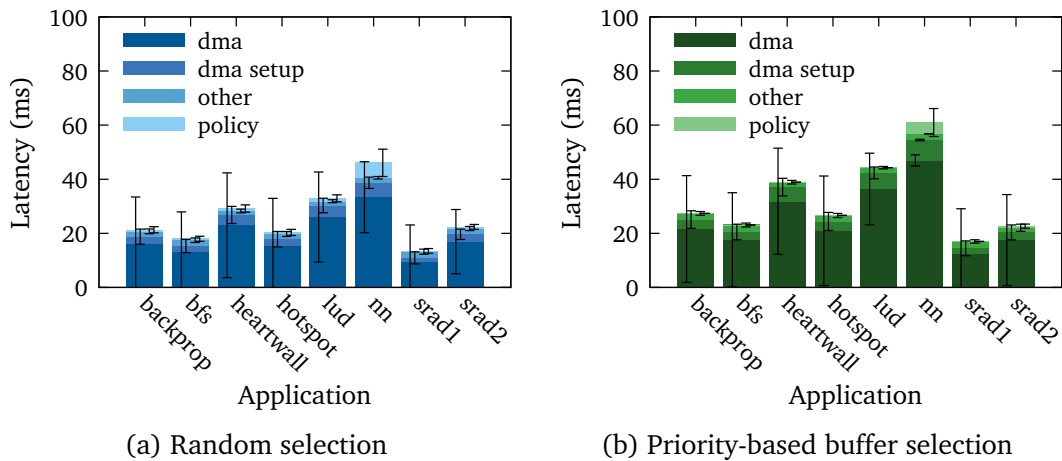 100
80
60
40
20
0
Latency (ms)
dma
dma setup
other
policy
backprop
bfs
heartwall
hotspot
lud
nn
srad1
srad2
Application
(a) Random selection
100
80
60
40
20
0
Latency (ms)
dma
dma setup
other
policy
backprop
bfs
heartwall
hotspot
lud
nn
srad1
srad2
Application
(b) Priority-based buffer selection